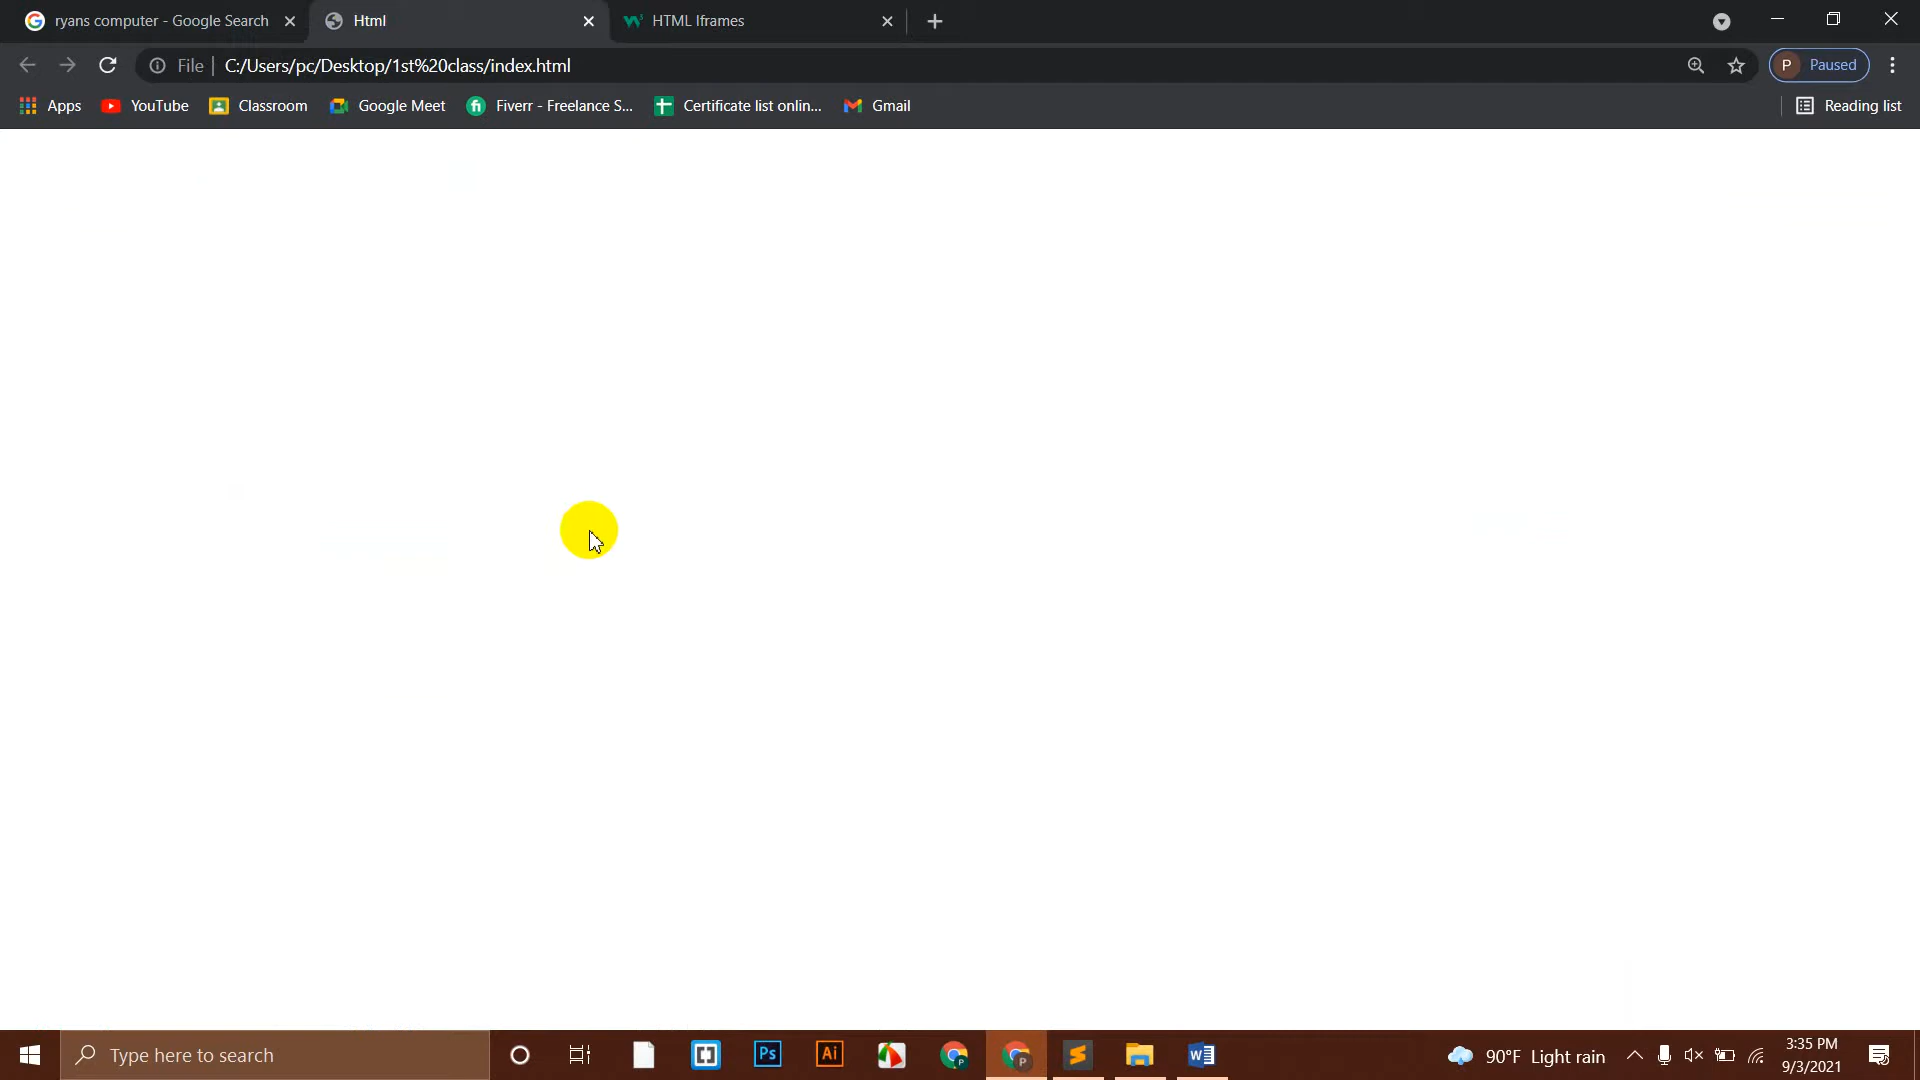 ryans computer - Google Search
Html
HTML Iframes
File
C:/Users/pc/Desktop/1st%20class/index.html
P Paused
Apps
YouTube
Classroom
Google Meet
Fiverr - Freelance S...
Certificate list onlin...
Gmail
Reading list
Type here to search
Ps
Ai
90°F Light rain
3:35 PM
9/3/2021